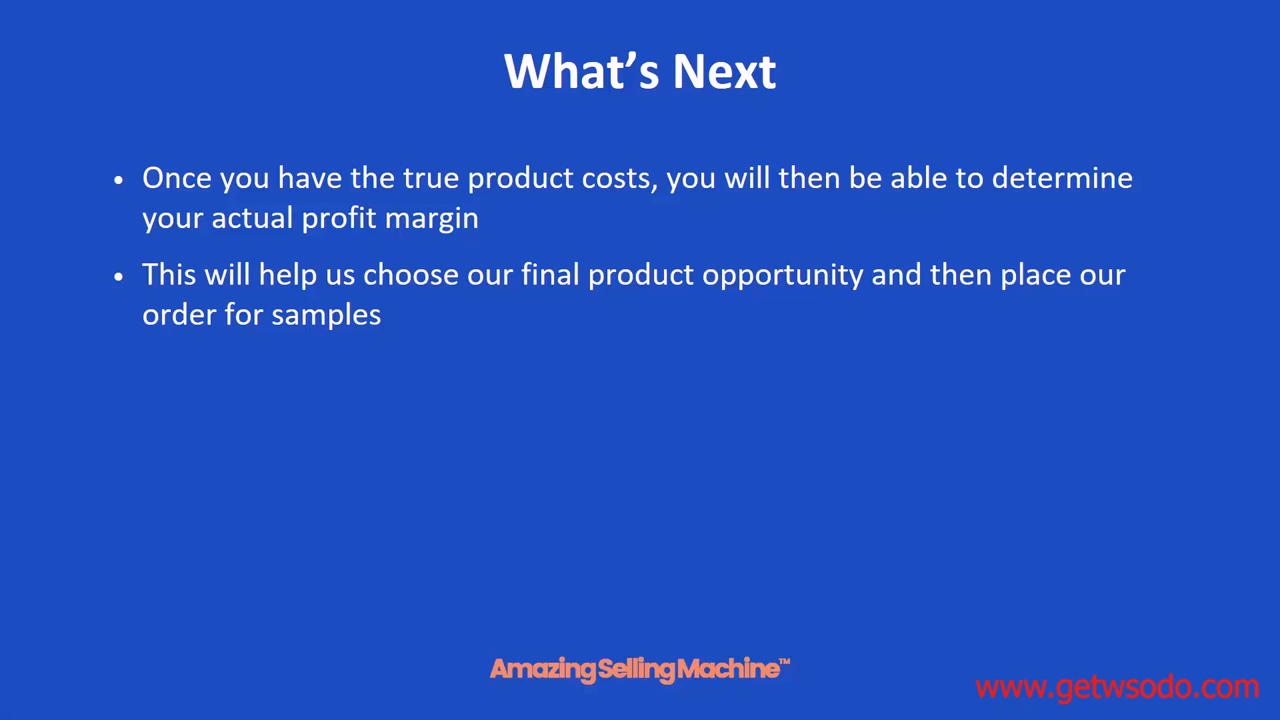 What’s Next
• Once you have the true product costs, you will then be able to determine
your actual profit margin
• This will help us choose our final product opportunity and then place our
order for samples
AmazingSellingMachine™
www.getwsodo.com